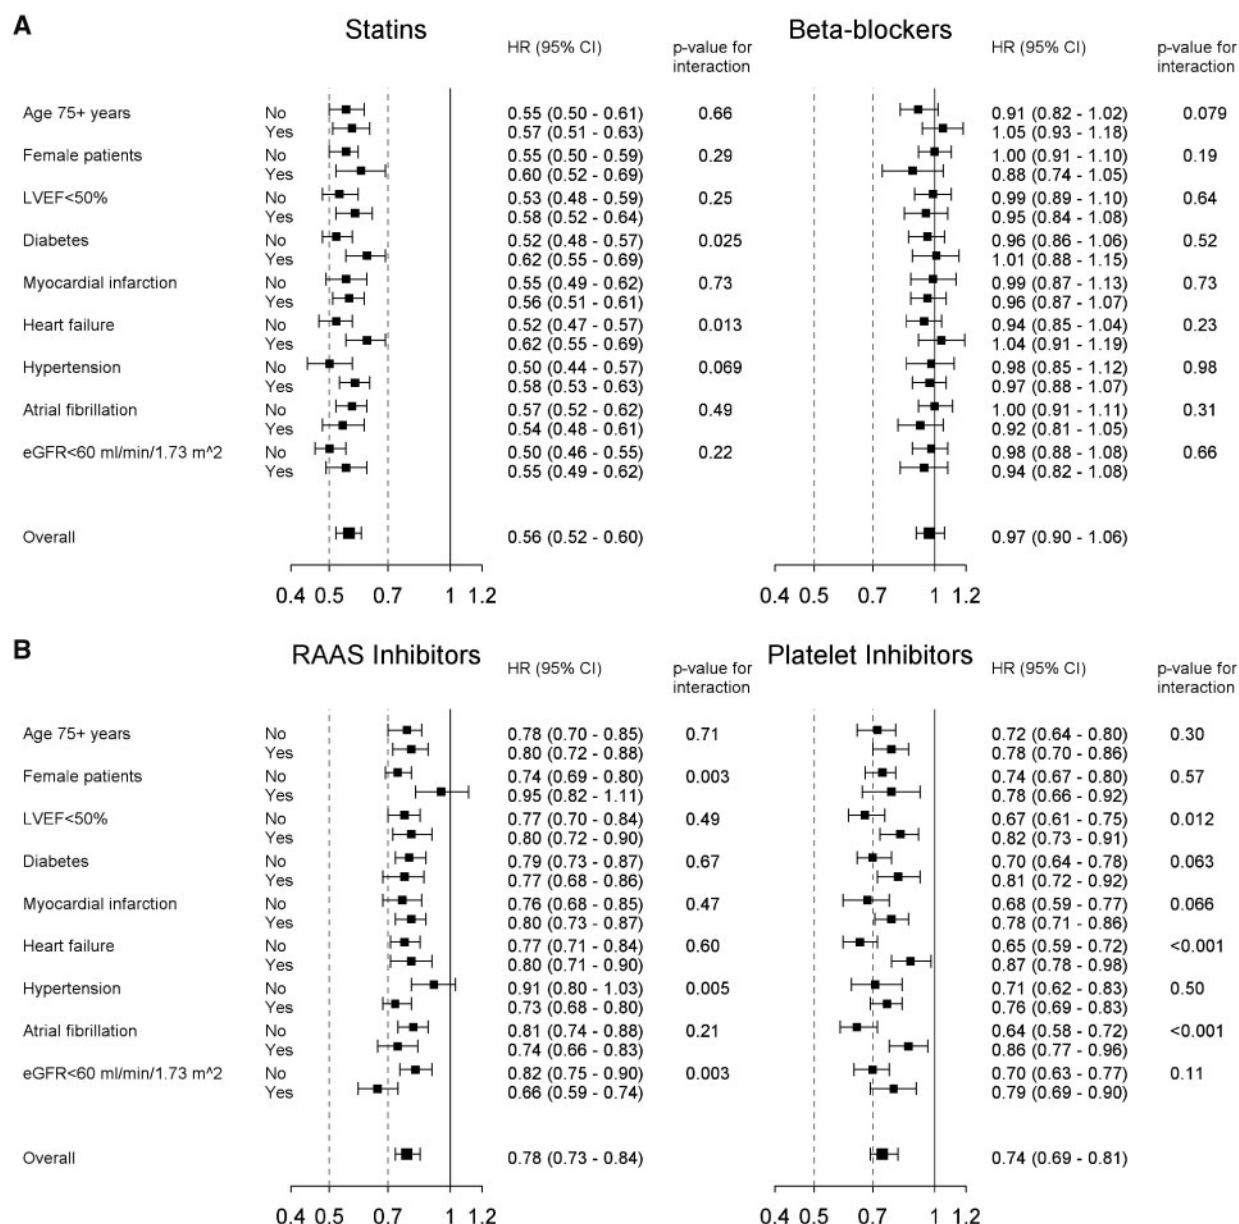 A
Statins HR (95% CI) p-value for interaction Beta-blockers HR (95% CI) p-value for interaction
Age 75+ years No 0.55 (0.50 - 0.61) 0.66 0.91 (0.82 - 1.02) 0.079
Yes 0.57 (0.51 - 0.63) 1.05 (0.93 - 1.18)
Female patients No 0.55 (0.50 - 0.59) 0.29 1.00 (0.91 - 1.10) 0.19
Yes 0.60 (0.52 - 0.69) 0.88 (0.74 - 1.05)
LVEF<50% No 0.53 (0.48 - 0.59) 0.25 0.99 (0.89 - 1.10) 0.64
Yes 0.58 (0.52 - 0.64) 0.95 (0.84 - 1.08)
Diabetes No 0.52 (0.48 - 0.57) 0.025 0.96 (0.86 - 1.06) 0.52
Yes 0.62 (0.55 - 0.69) 1.01 (0.88 - 1.15)
Myocardial infarction No 0.55 (0.49 - 0.62) 0.73 0.99 (0.87 - 1.13) 0.73
Yes 0.56 (0.51 - 0.61) 0.96 (0.87 - 1.07)
Heart failure No 0.52 (0.47 - 0.57) 0.013 0.94 (0.85 - 1.04) 0.23
Yes 0.62 (0.55 - 0.69) 1.04 (0.91 - 1.19)
Hypertension No 0.50 (0.44 - 0.57) 0.069 0.98 (0.85 - 1.12) 0.98
Yes 0.58 (0.53 - 0.63) 0.97 (0.88 - 1.07)
Atrial fibrillation No 0.57 (0.52 - 0.62) 0.49 1.00 (0.91 - 1.11) 0.31
Yes 0.54 (0.48 - 0.61) 0.92 (0.81 - 1.05)
eGFR<60 ml/min/1.73 m^2 No 0.50 (0.46 - 0.55) 0.22 0.98 (0.88 - 1.08) 0.66
Yes 0.55 (0.49 - 0.62) 0.94 (0.82 - 1.08)
Overall 0.56 (0.52 - 0.60) 0.97 (0.90 - 1.06)
0.4 0.5 0.7 1 1.2 0.4 0.5 0.7 1 1.2
B
RAAS Inhibitors HR (95% CI) p-value for interaction Platelet Inhibitors HR (95% CI) p-value for interaction
Age 75+ years No 0.78 (0.70 - 0.85) 0.71 0.72 (0.64 - 0.80) 0.30
Yes 0.80 (0.72 - 0.88) 0.78 (0.70 - 0.86)
Female patients No 0.74 (0.69 - 0.80) 0.003 0.74 (0.67 - 0.80) 0.57
Yes 0.95 (0.82 - 1.11) 0.78 (0.66 - 0.92)
LVEF<50% No 0.77 (0.70 - 0.84) 0.49 0.67 (0.61 - 0.75) 0.012
Yes 0.80 (0.72 - 0.90) 0.82 (0.73 - 0.91)
Diabetes No 0.79 (0.73 - 0.87) 0.67 0.70 (0.64 - 0.78) 0.063
Yes 0.77 (0.68 - 0.86) 0.81 (0.72 - 0.92)
Myocardial infarction No 0.76 (0.68 - 0.85) 0.47 0.68 (0.59 - 0.77) 0.066
Yes 0.80 (0.73 - 0.87) 0.78 (0.71 - 0.86)
Heart failure No 0.77 (0.71 - 0.84) 0.60 0.65 (0.59 - 0.72) <0.001
Yes 0.80 (0.71 - 0.90) 0.87 (0.78 - 0.98)
Hypertension No 0.91 (0.80 - 1.03) 0.005 0.71 (0.62 - 0.83) 0.50
Yes 0.73 (0.68 - 0.80) 0.76 (0.69 - 0.83)
Atrial fibrillation No 0.81 (0.74 - 0.88) 0.21 0.64 (0.58 - 0.72) <0.001
Yes 0.74 (0.66 - 0.83) 0.86 (0.77 - 0.96)
eGFR<60 ml/min/1.73 m^2 No 0.82 (0.75 - 0.90) 0.003 0.70 (0.63 - 0.77) 0.11
Yes 0.66 (0.59 - 0.74) 0.79 (0.69 - 0.90)
Overall 0.78 (0.73 - 0.84) 0.74 (0.69 - 0.81)
0.4 0.5 0.7 1 1.2 0.4 0.5 0.7 1 1.2